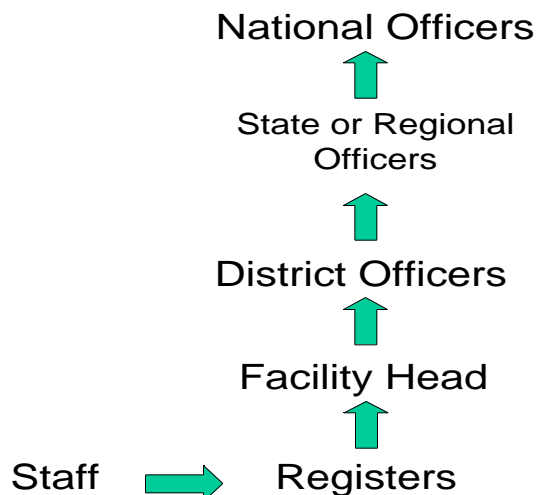 National Officers
State or Regional
Officers
District Officers
Facility Head
Staff Registers